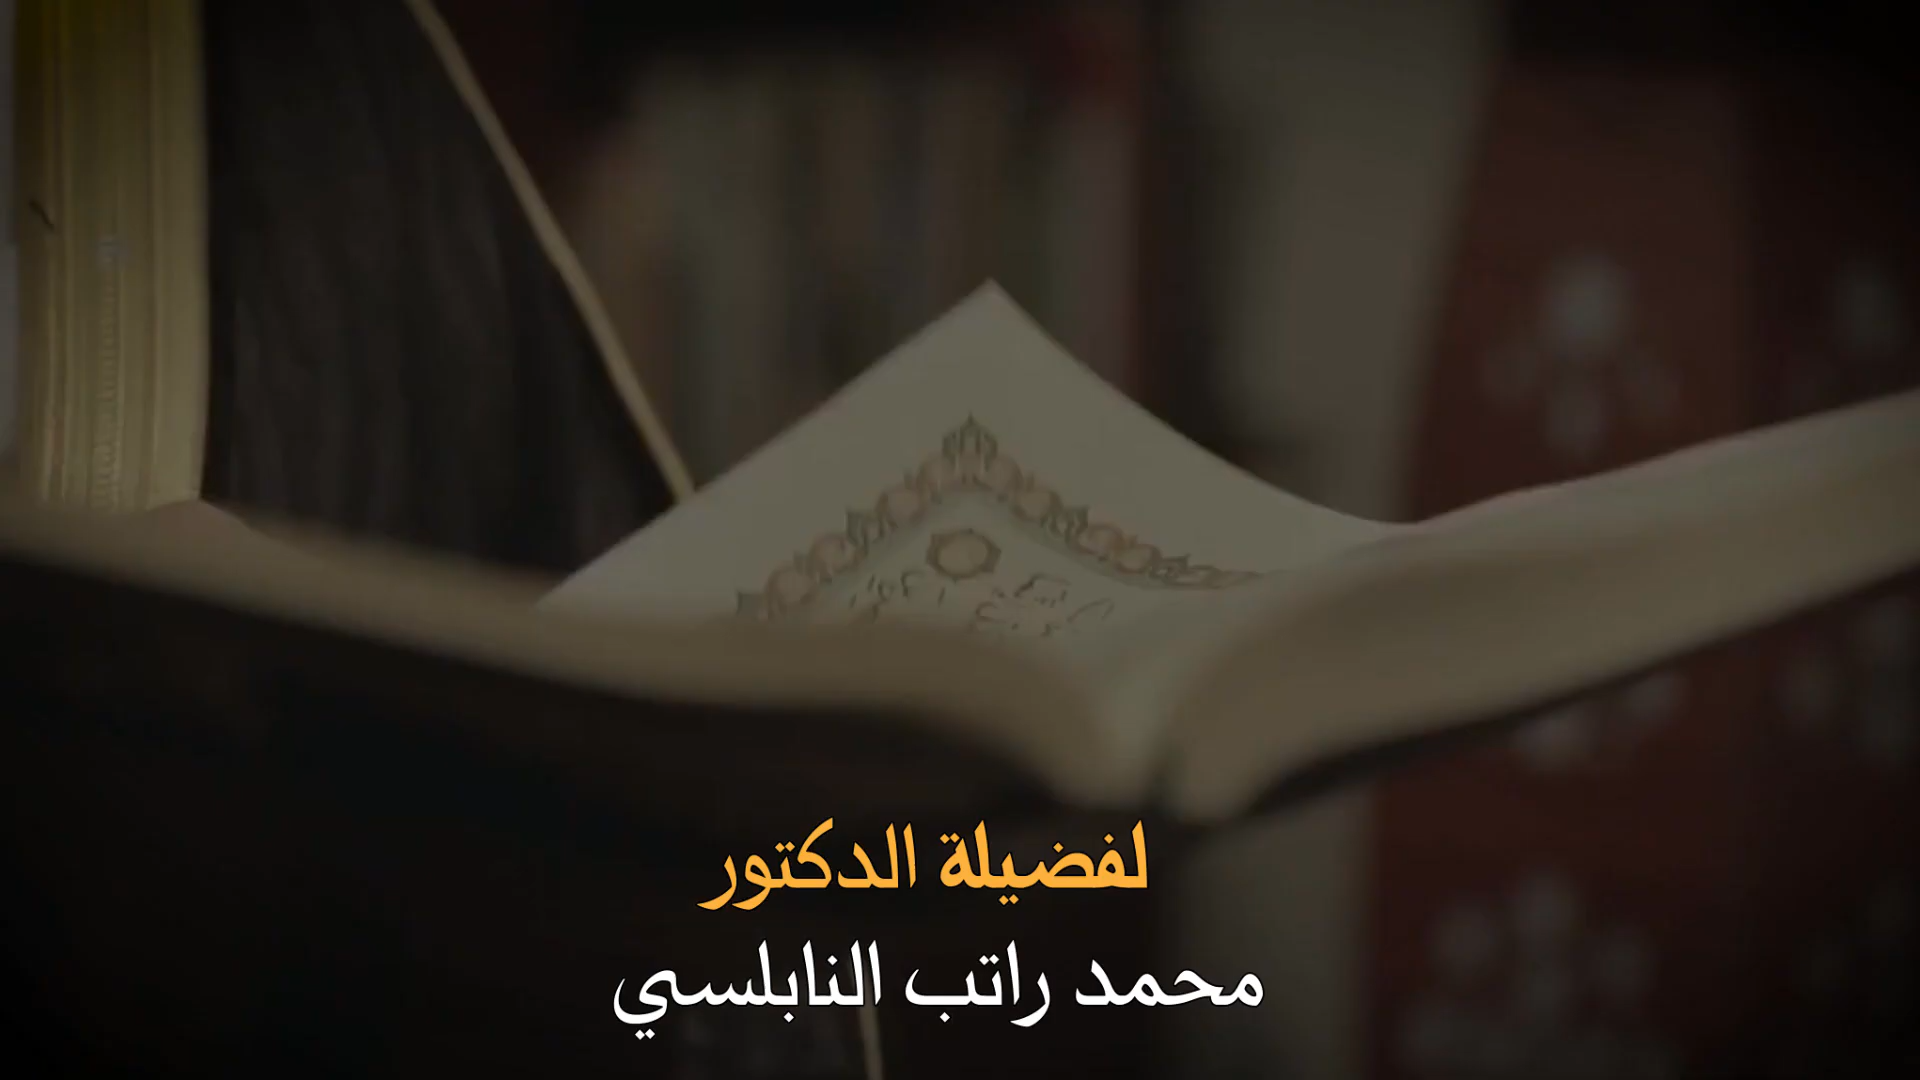 لفضيلة الدكتور
محمد راتب النابلسي